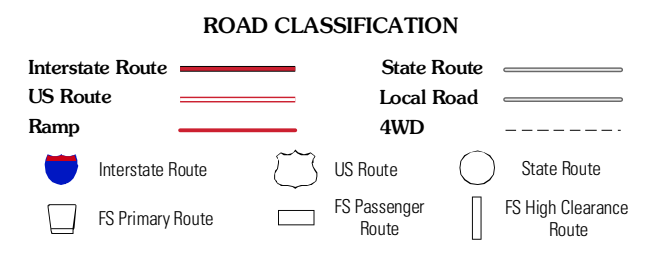 ROAD CLASSIFICATION
Interstate Route
State Route
US Route
Local Road
Ramp
4WD
Interstate Route
US Route
State Route
FS Primary Route
FS Passenger
Route
FS High Clearance
Route